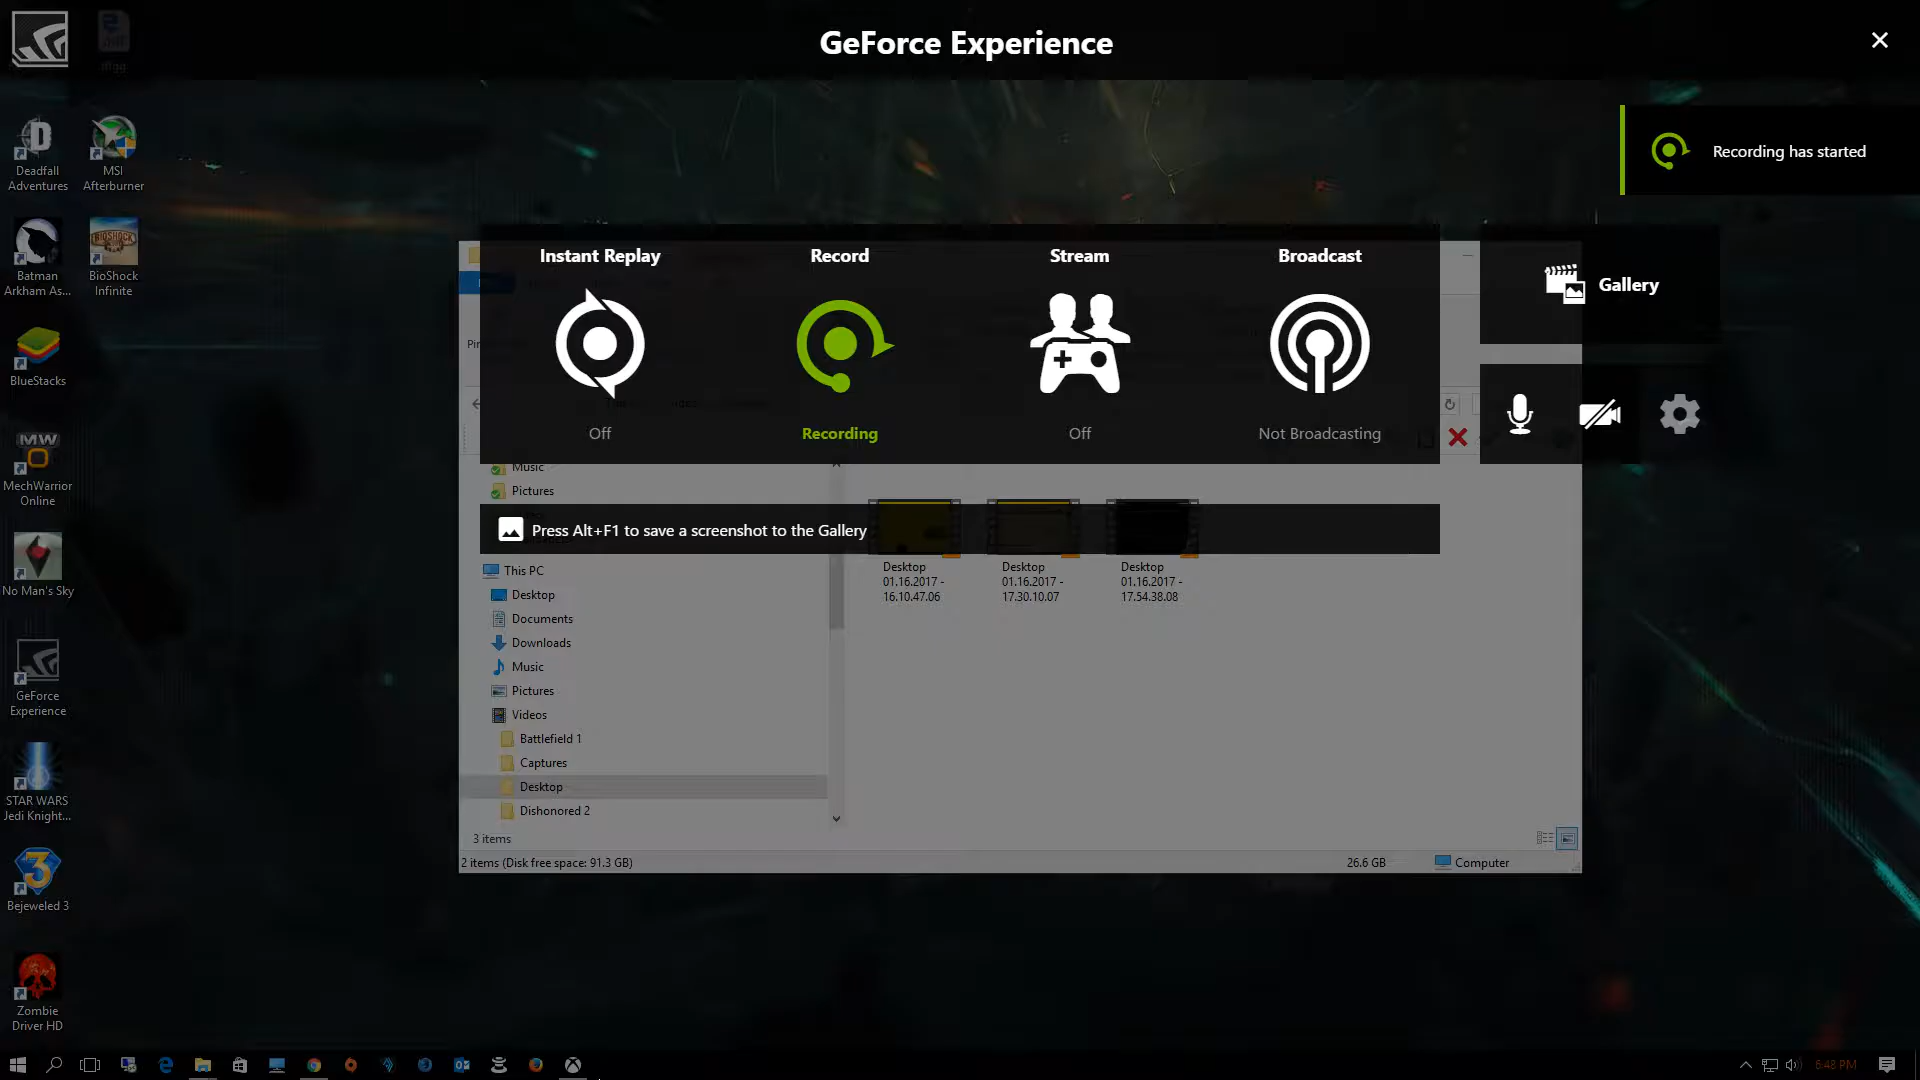 GeForce Experience
Recording has started
Deadfall
Adventures
MSI
Afterburner
Batman
Arkham As...
BioShock
Infinite
BlueStacks
MechWarrior
Online
No Man's Sky
GeForce
Experience
STAR WARS
Jedi Knight...
Bejeweled 3
Zombie
Driver HD
Instant Replay
Off
Record
Recording
Stream
Off
Broadcast
Not Broadcasting
Gallery
Music
Pictures
Press Alt+F1 to save a screenshot to the Gallery
This PC
Desktop
Documents
Downloads
Music
Pictures
Videos
Battlefield 1
Captures
Desktop
Dishonored 2
Desktop
01.16.2017 -
16.10.47.06
Desktop
01.16.2017 -
17.30.10.07
Desktop
01.16.2017 -
17.54.38.08
3 items
2 items (Disk free space: 91.3 GB)
26.6 GB
Computer
6:48 PM